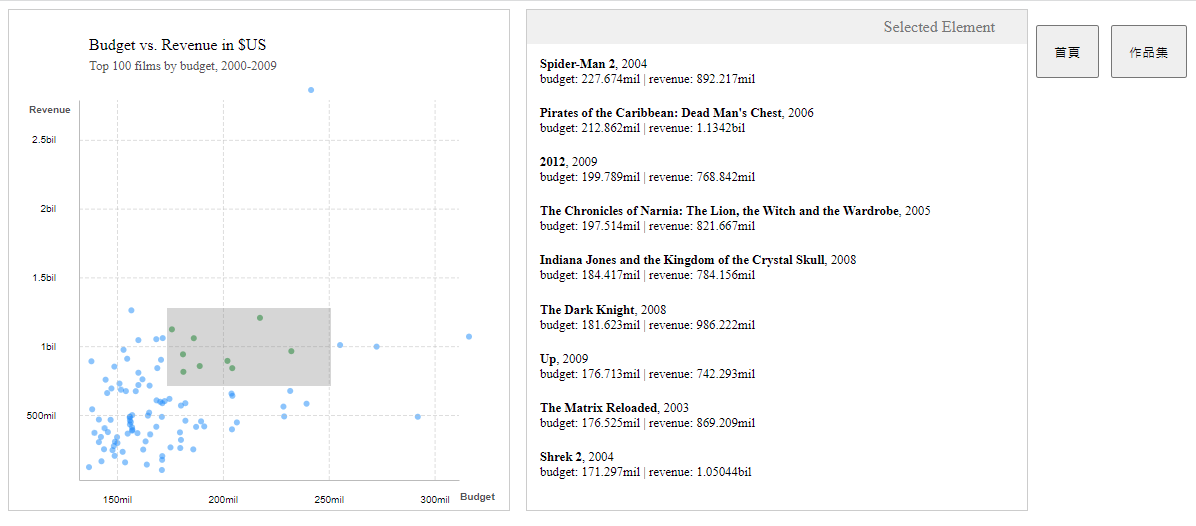 Budget vs. Revenue in $US
Top 100 films by budget, 2000-2009
Revenue
2.5bil
2bil
1.5bil
1bil
500mil
150mil
200mil
250mil
300mil
Budget
Selected Element
Spider-Man 2, 2004
budget: 227.674mil | revenue: 892.217mil
Pirates of the Caribbean: Dead Man's Chest, 2006
budget: 212.862mil | revenue: 1.1342bil
2012, 2009
budget: 199.789mil | revenue: 768.842mil
The Chronicles of Narnia: The Lion, the Witch and the Wardrobe, 2005
budget: 197.514mil | revenue: 821.667mil
Indiana Jones and the Kingdom of the Crystal Skull, 2008
budget: 184.417mil | revenue: 784.156mil
The Dark Knight, 2008
budget: 181.623mil | revenue: 986.222mil
Up, 2009
budget: 176.713mil | revenue: 742.293mil
The Matrix Reloaded, 2003
budget: 176.525mil | revenue: 869.209mil
Shrek 2, 2004
budget: 171.297mil | revenue: 1.05044bil
首頁
作品集